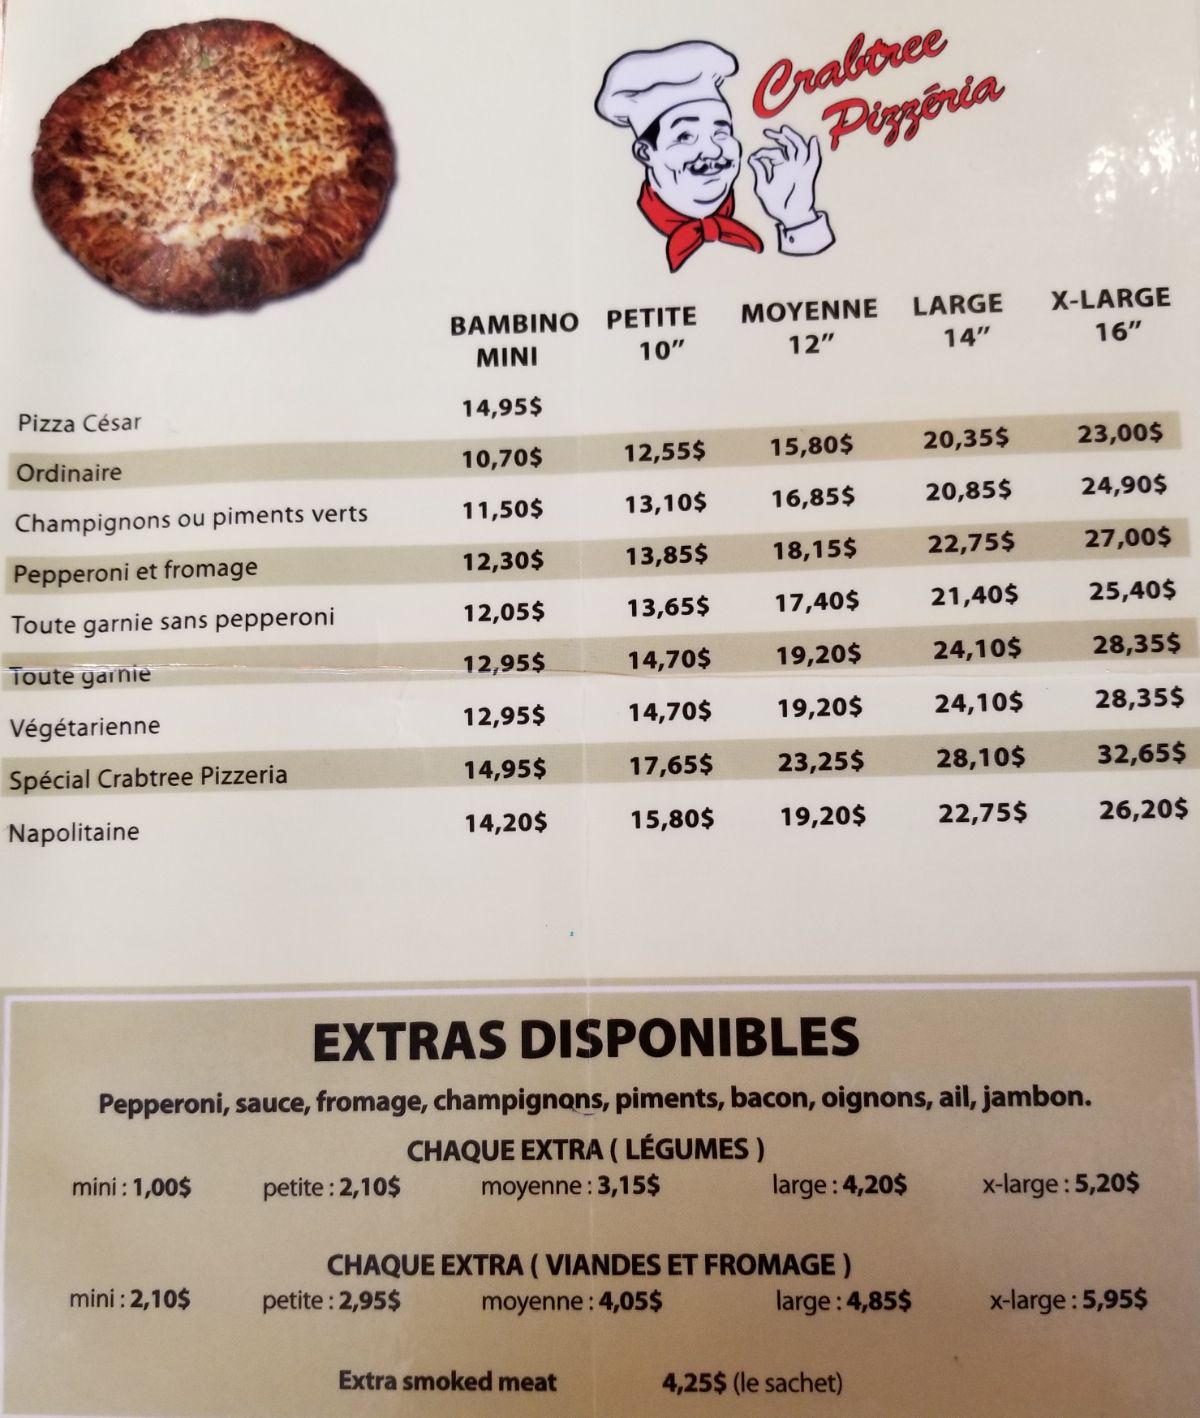 Crabtree
Pizzéria
BAMBINO MINI PETITE 10" MOYENNE 12" LARGE 14" X-LARGE 16"
Pizza César 14,95$
Ordinaire 10,70$ 12,55$ 15,80$ 20,35$ 23,00$
Champignons ou piments verts 11,50$ 13,10$ 16,85$ 20,85$ 24,90$
Pepperoni et fromage 12,30$ 13,85$ 18,15$ 22,75$ 27,00$
Toute garnie sans pepperoni 12,05$ 13,65$ 17,40$ 21,40$ 25,40$
Toute garnie 12,95$ 14,70$ 19,20$ 24,10$ 28,35$
Végétarienne 12,95$ 14,70$ 19,20$ 24,10$ 28,35$
Spécial Crabtree Pizzeria 14,95$ 17,65$ 23,25$ 28,10$ 32,65$
Napolitaine 14,20$ 15,80$ 19,20$ 22,75$ 26,20$
EXTRAS DISPONIBLES
Pepperoni, sauce, fromage, champignons, piments, bacon, oignons, ail, jambon.
CHAQUE EXTRA ( LÉGUMES )
mini : 1,00$ petite : 2,10$ moyenne : 3,15$ large : 4,20$ x-large : 5,20$
CHAQUE EXTRA ( VIANDES ET FROMAGE )
mini : 2,10$ petite : 2,95$ moyenne : 4,05$ large : 4,85$ x-large : 5,95$
Extra smoked meat 4,25$ (le sachet)